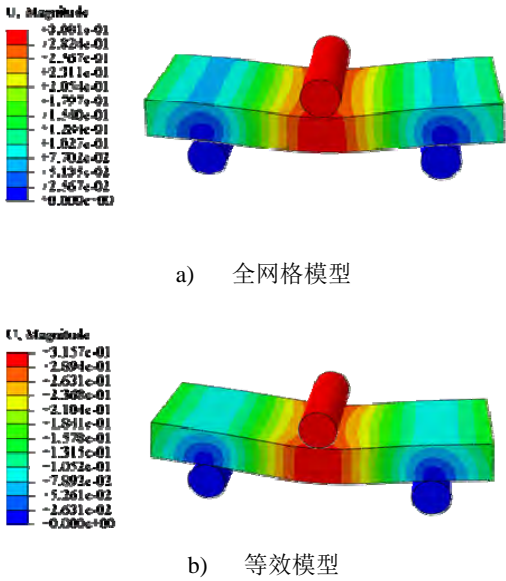 U, Magnitude
+3.081e-01
+2.824e-01
+2.567e-01
+2.311e-01
+2.054e-01
+1.797e-01
+1.540e-01
+1.284e-01
+1.027e-01
+7.702e-02
+5.135e-02
+2.567e-02
+0.000e+00
a) 全网格模型
U, Magnitude
+3.157e-01
+2.894e-01
+2.631e-01
+2.368e-01
+2.104e-01
+1.841e-01
+1.578e-01
+1.315e-01
+1.052e-01
+7.892e-02
+5.261e-02
+2.631e-02
+0.000e+00
b) 等效模型